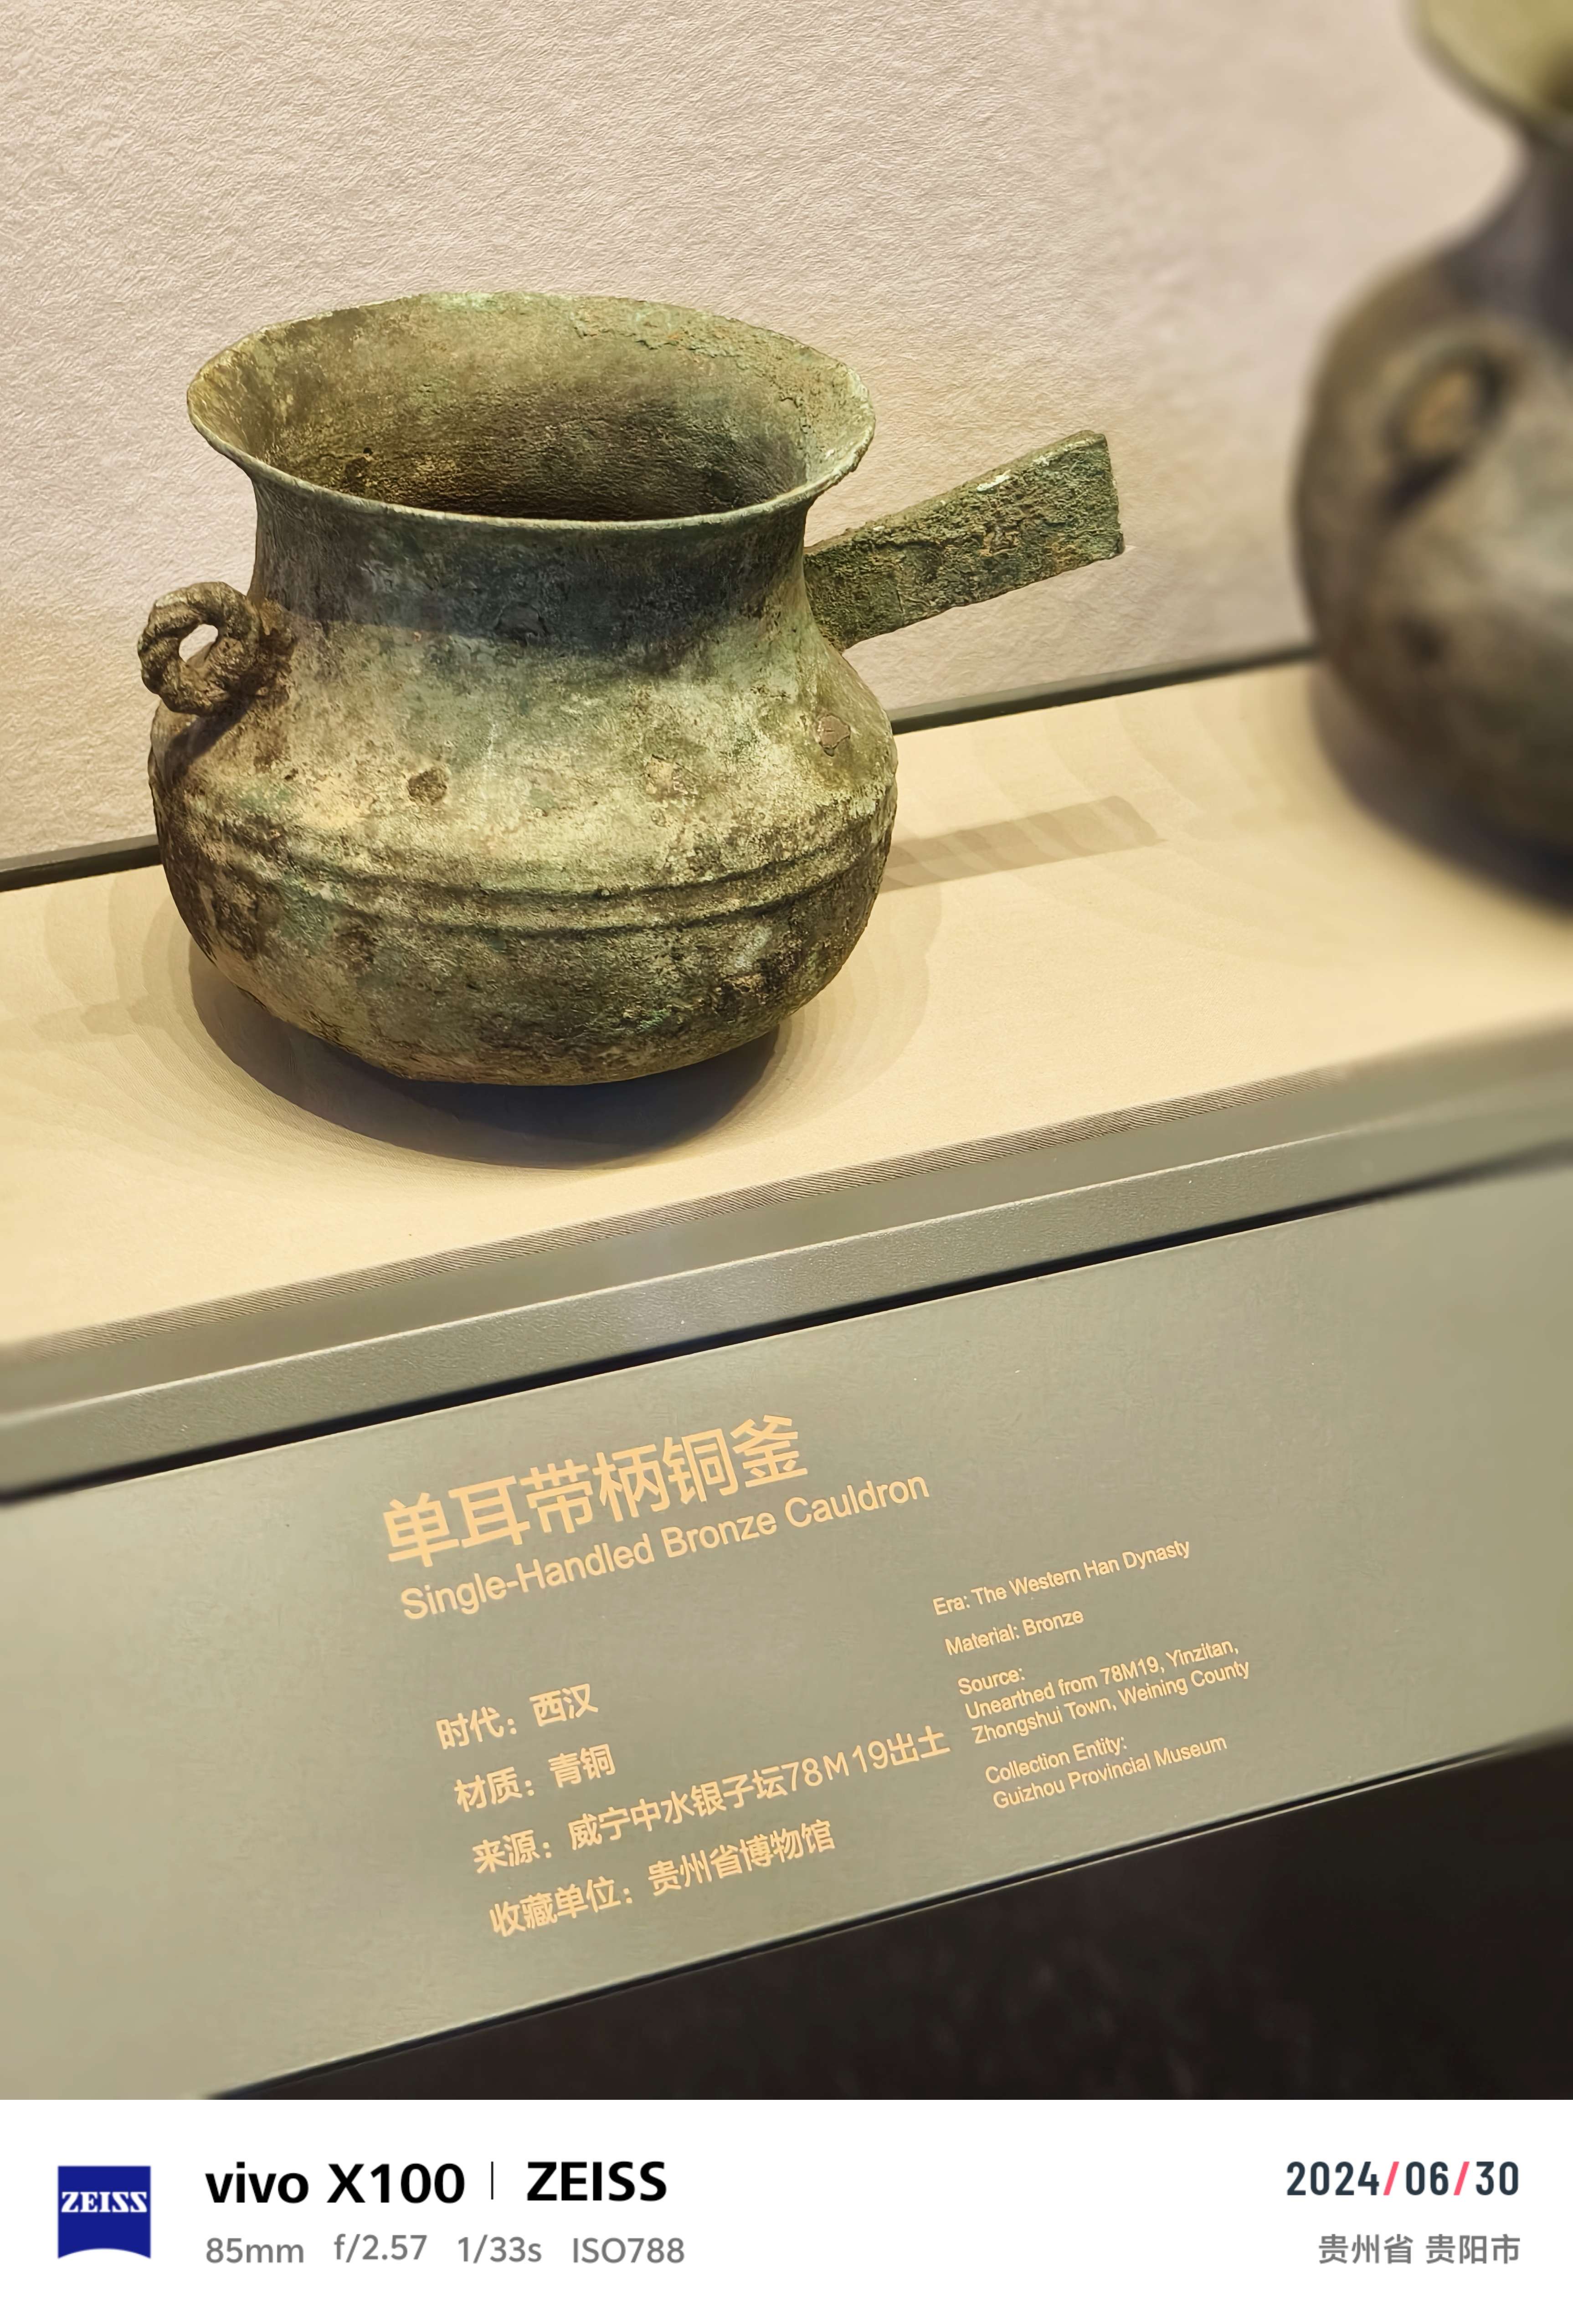 单耳带柄铜釜
Single-Handled Bronze Cauldron
时代：西汉
材质：青铜
来源：威宁中水银子坛78M19出土
收藏单位：贵州省博物馆
Era: The Western Han Dynasty
Material: Bronze
Source:
Unearthed from 78M19, Yinzitan,
Zhongshui Town, Weining County
Collection Entity:
Guizhou Provincial Museum
ZEISS
vivo X100 | ZEISS
85mm f/2.57 1/33s ISO788
2024/06/30
贵州省 贵阳市